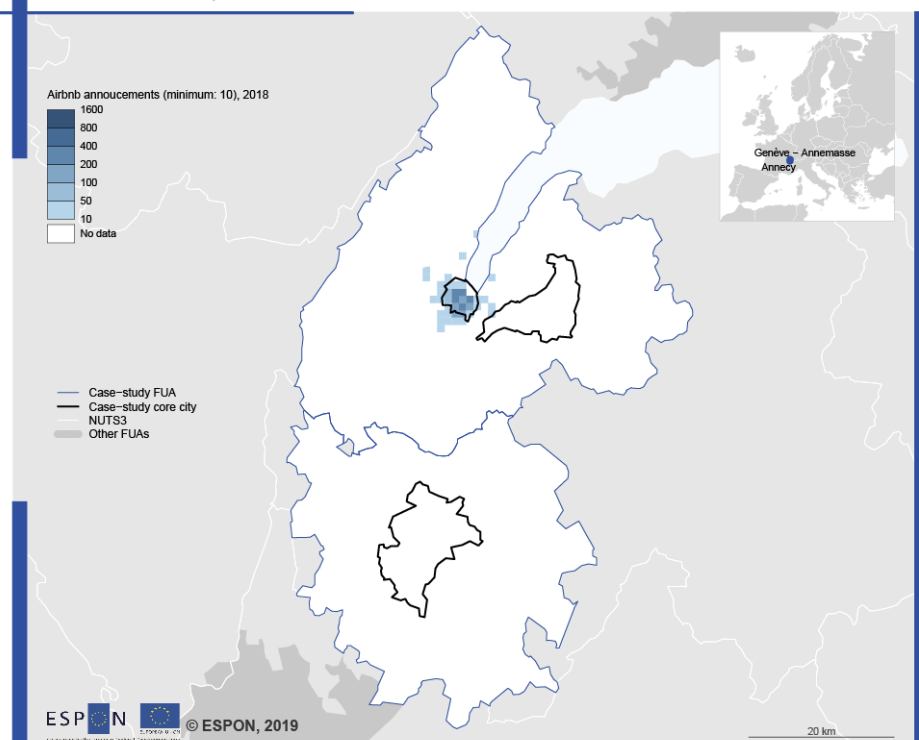 Airbnb annoucements (minimum: 10), 2018
1600
800
400
200
100
50
10
No data
Genève – Annemasse
Annecy
Case−study FUA
Case−study core city
NUTS3
Other FUAs
ESPON
© ESPON, 2019
20 km